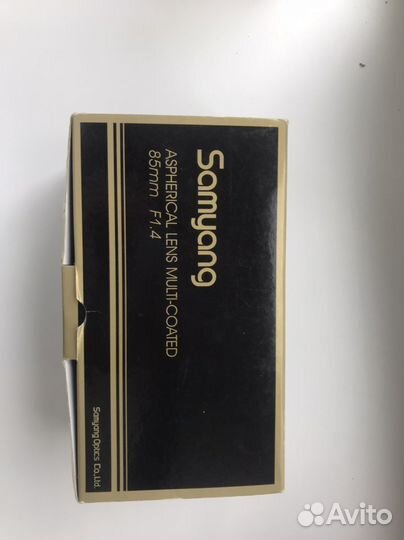 Samyang
ASPHERICAL LENS MULTI-COATED
85mm F1.4
Samyang Optics Co.,Ltd.
Avito